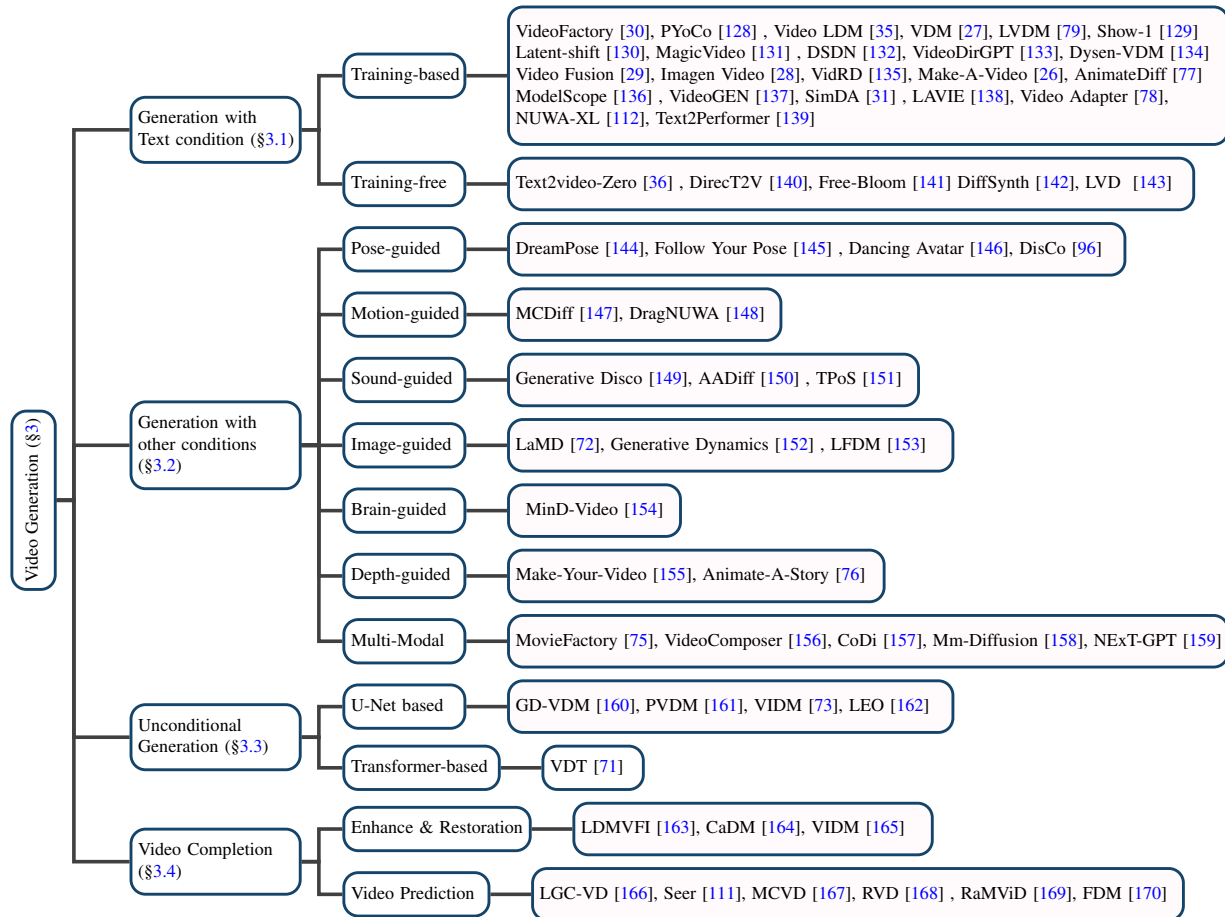 Video Generation (§3)
Generation with
Text condition (§3.1)
Training-based
VideoFactory [30], PYoCo [128] , Video LDM [35], VDM [27], LVDM [79], Show-1 [129]
Latent-shift [130], MagicVideo [131] , DSDN [132], VideoDirGPT [133], Dysen-VDM [134]
Video Fusion [29], Imagen Video [28], VidRD [135], Make-A-Video [26], AnimateDiff [77]
ModelScope [136] , VideoGEN [137], SimDA [31] , LAVIE [138], Video Adapter [78],
NUWA-XL [112], Text2Performer [139]
Training-free
Text2video-Zero [36] , DirecT2V [140], Free-Bloom [141] DiffSynth [142], LVD [143]
Generation with
other conditions
(§3.2)
Pose-guided
DreamPose [144], Follow Your Pose [145] , Dancing Avatar [146], DisCo [96]
Motion-guided
MCDiff [147], DragNUWA [148]
Sound-guided
Generative Disco [149], AADiff [150] , TPoS [151]
Image-guided
LaMD [72], Generative Dynamics [152] , LFDM [153]
Brain-guided
MinD-Video [154]
Depth-guided
Make-Your-Video [155], Animate-A-Story [76]
Multi-Modal
MovieFactory [75], VideoComposer [156], CoDi [157], Mm-Diffusion [158], NExT-GPT [159]
Unconditional
Generation (§3.3)
U-Net based
GD-VDM [160], PVDM [161], VIDM [73], LEO [162]
Transformer-based
VDT [71]
Video Completion
(§3.4)
Enhance & Restoration
LDMVFI [163], CaDM [164], VIDM [165]
Video Prediction
LGC-VD [166], Seer [111], MCVD [167], RVD [168] , RaMViD [169], FDM [170]